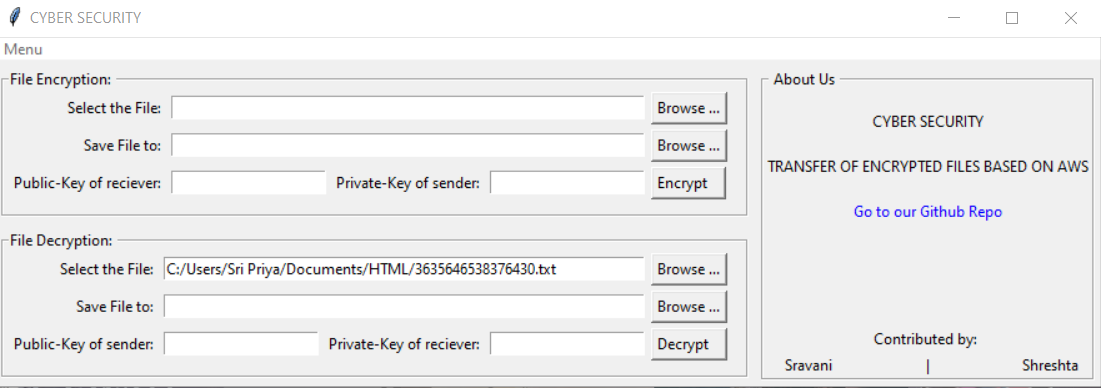 CYBER SECURITY
Menu
File Encryption:
Select the File: Browse ...
Save File to: Browse ...
Public-Key of reciever: Private-Key of sender: Encrypt
File Decryption:
Select the File: C:/Users/Sri Priya/Documents/HTML/3635646538376430.txt Browse ...
Save File to: Browse ...
Public-Key of sender: Private-Key of reciever: Decrypt
About Us
CYBER SECURITY
TRANSFER OF ENCRYPTED FILES BASED ON AWS
Go to our Github Repo
Contributed by:
Sravani | Shreshta